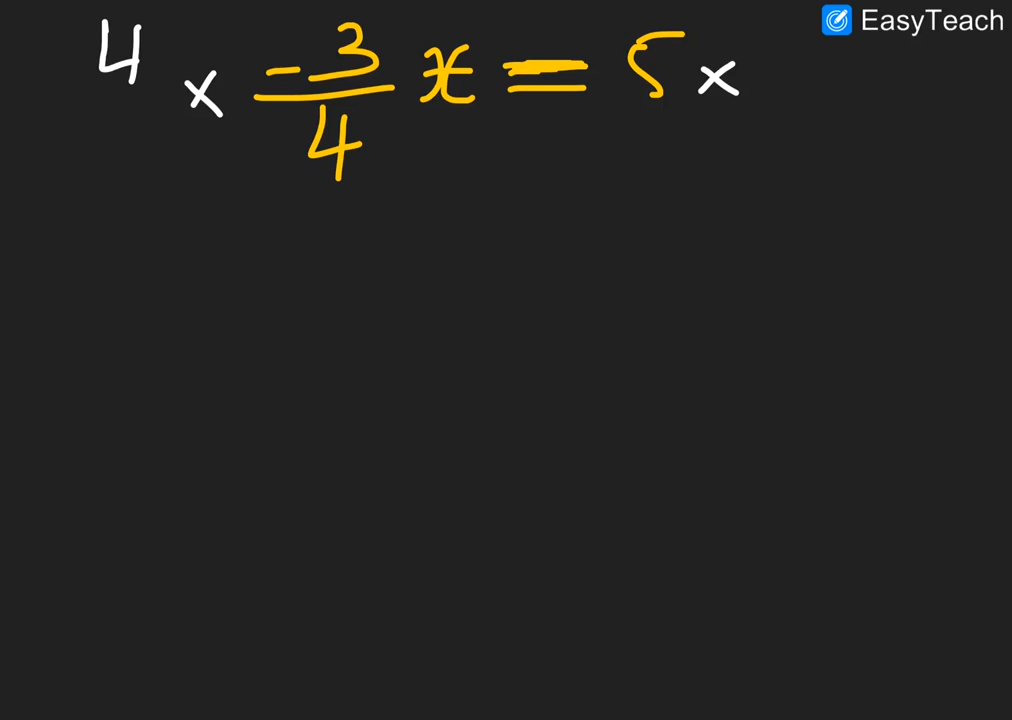 EasyTeach
4 × -3/4 x = 5 ×